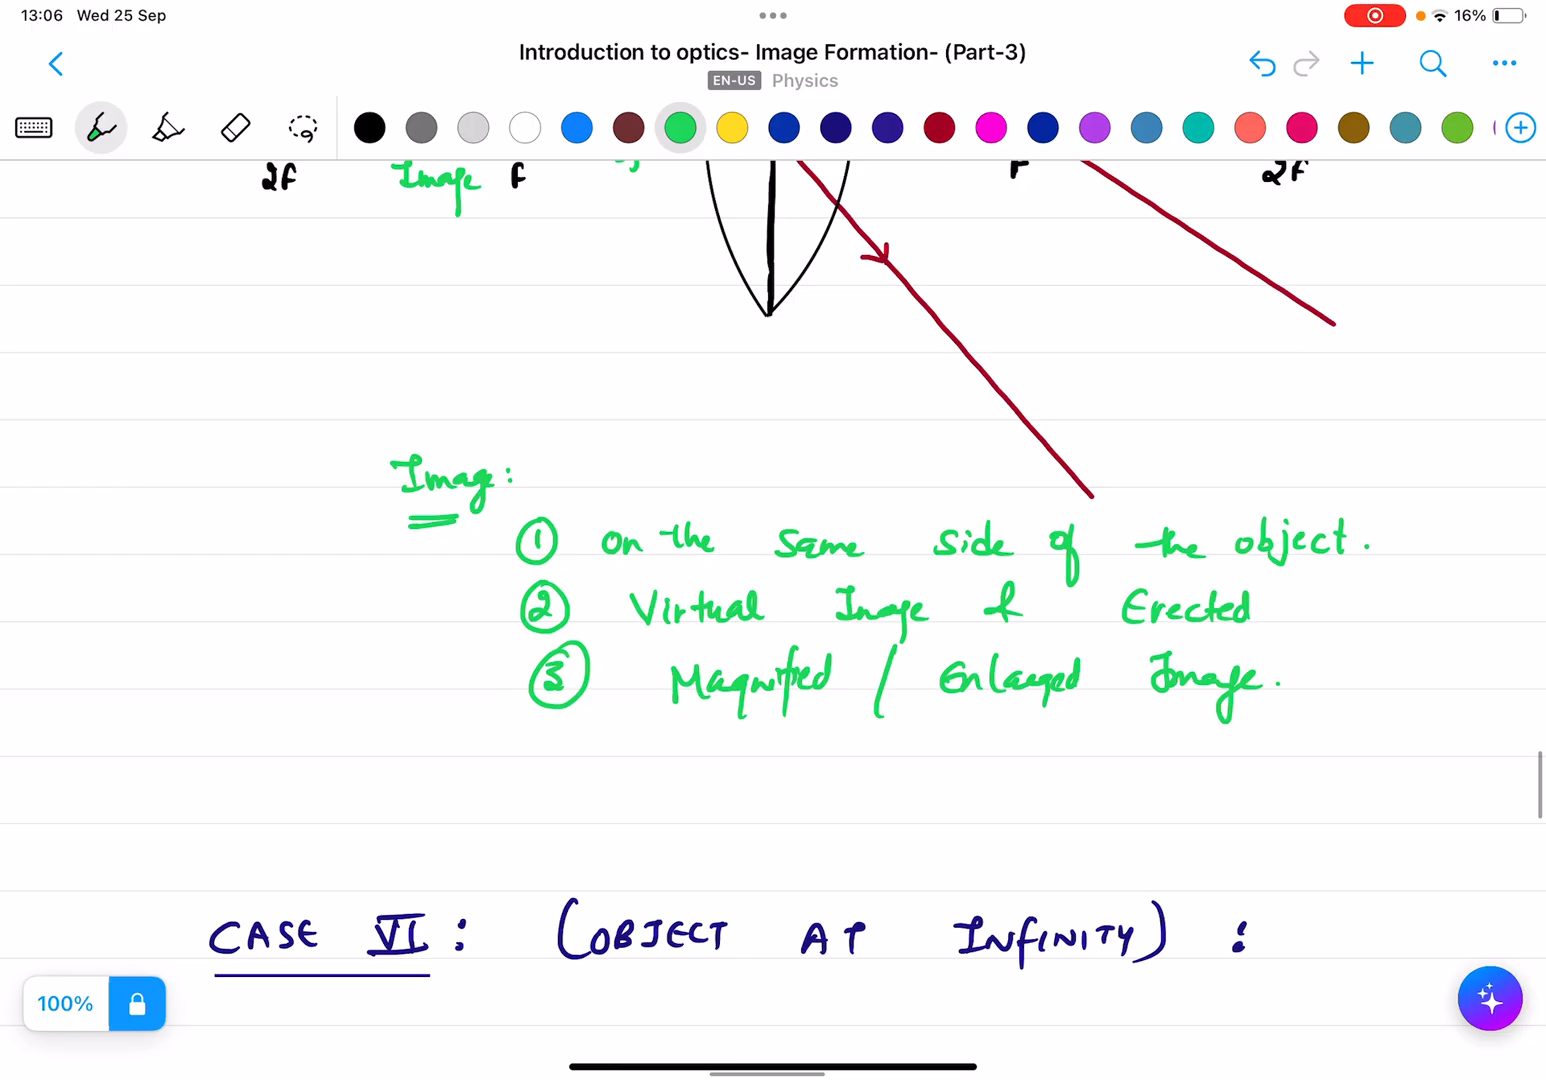 13:06 Wed 25 Sep 16%
Introduction to optics- Image Formation- (Part-3)
EN-US Physics
2F Image F F 2F
Image:
① on the same side of the object.
② Virtual Image & Erected
③ Magnified / Enlarged Image.
CASE VI : (OBJECT AT INFINITY) :
100%